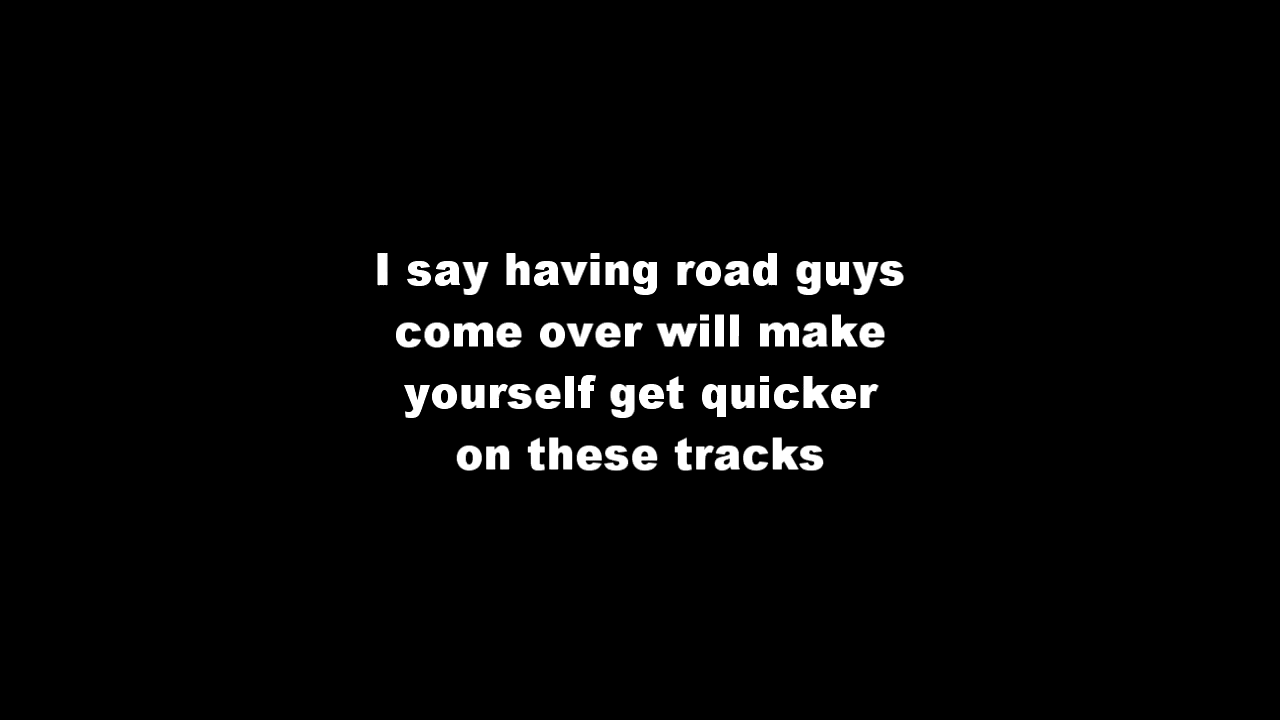 I say having road guys
come over will make
yourself get quicker
on these tracks